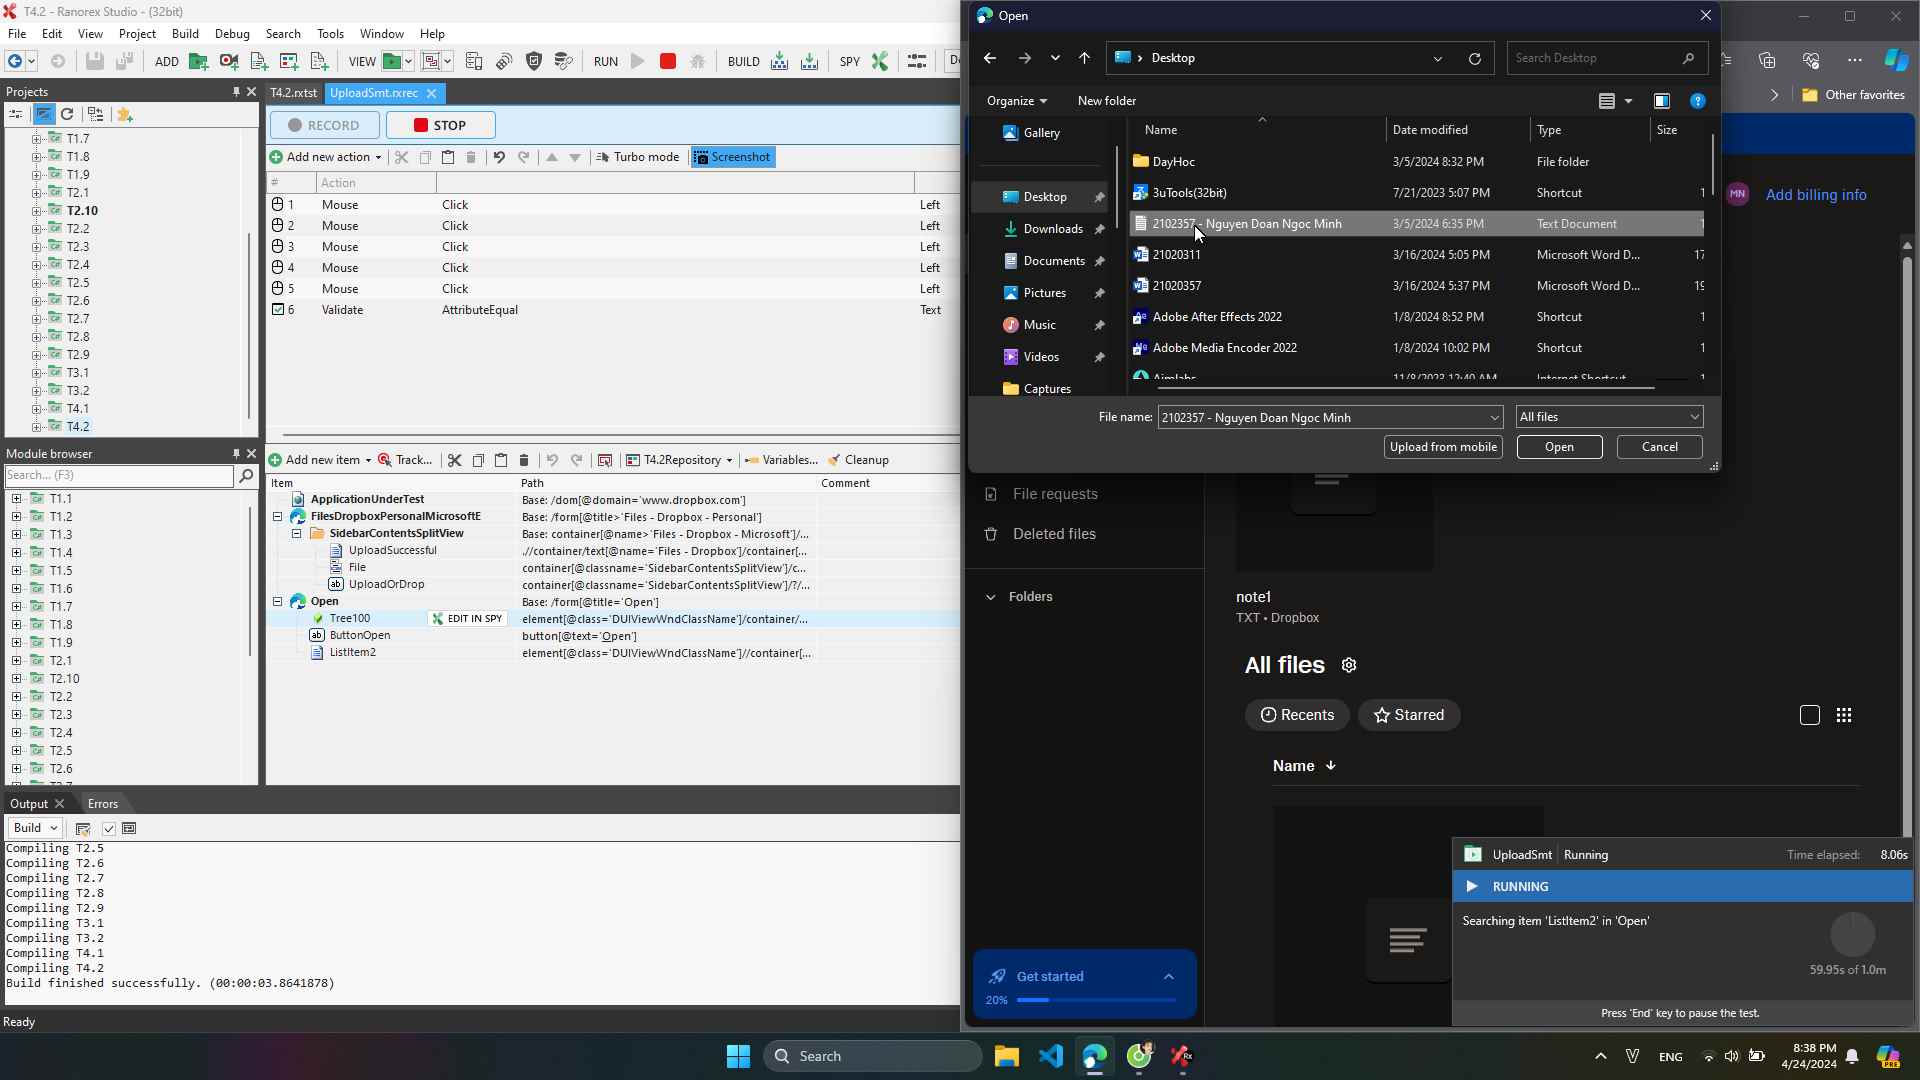 T4.2 - Ranorex Studio - (32bit)
File Edit View Project Build Debug Search Tools Window Help
ADD VIEW RUN BUILD SPY
Projects
T1.7
T1.8
T1.9
T2.1
T2.10
T2.2
T2.3
T2.4
T2.5
T2.6
T2.7
T2.8
T2.9
T3.1
T3.2
T4.1
T4.2
Module browser
Search... (F3)
T1.1
T1.2
T1.3
T1.4
T1.5
T1.6
T1.7
T1.8
T1.9
T2.1
T2.10
T2.2
T2.3
T2.4
T2.5
T2.6
T4.2.rxtst UploadSmt.rxrec
RECORD STOP
Add new action Turbo mode Screenshot
# Action
1 Mouse Click Left
2 Mouse Click Left
3 Mouse Click Left
4 Mouse Click Left
5 Mouse Click Left
6 Validate AttributeEqual Text
Add new item Track... T4.2Repository Variables... Cleanup
Item Path Comment
ApplicationUnderTest Base: /dom[@domain='www.dropbox.com']
FilesDropboxPersonalMicrosoftE Base: /form[@title>'Files - Dropbox - Personal']
SidebarContentsSplitView Base: container[@name>'Files - Dropbox - Microsoft']/...
UploadSuccessful .//container/text[@name='Files - Dropbox']/container[...
File container[@classname='SidebarContentsSplitView']/c...
UploadOrDrop container[@classname='SidebarContentsSplitView']/?/...
Open Base: /form[@title='Open']
Tree100 EDIT IN SPY element[@class='DUIViewWndClassName']/container/...
ButtonOpen button[@text='Open']
ListItem2 element[@class='DUIViewWndClassName']//container[...
Output Errors
Build
Compiling T2.5
Compiling T2.6
Compiling T2.7
Compiling T2.8
Compiling T2.9
Compiling T3.1
Compiling T3.2
Compiling T4.1
Compiling T4.2
Build finished successfully. (00:00:03.8641878)
Ready
Open
Desktop
Search Desktop
Organize New folder
Gallery
Desktop
Downloads
Documents
Pictures
Music
Videos
Captures
Name Date modified Type Size
DayHoc 3/5/2024 8:32 PM File folder
3uTools(32bit) 7/21/2023 5:07 PM Shortcut 1
2102357 - Nguyen Doan Ngoc Minh 3/5/2024 6:35 PM Text Document 1
21020311 3/16/2024 5:05 PM Microsoft Word D... 17
21020357 3/16/2024 5:37 PM Microsoft Word D... 19
Adobe After Effects 2022 1/8/2024 8:52 PM Shortcut 1
Adobe Media Encoder 2022 1/8/2024 10:02 PM Shortcut 1
Aimlabs 11/8/2023 12:40 AM Internet Shortcut
File name: 2102357 - Nguyen Doan Ngoc Minh All files
Upload from mobile Open Cancel
Other favorites
MN Add billing info
File requests
Deleted files
Folders
note1
TXT • Dropbox
All files
Recents Starred
Name
Get started
20%
UploadSmt Running Time elapsed: 8.06s
RUNNING
Searching item 'ListItem2' in 'Open'
59.95s of 1.0m
Press 'End' key to pause the test.
Search
ENG
8:38 PM
4/24/2024